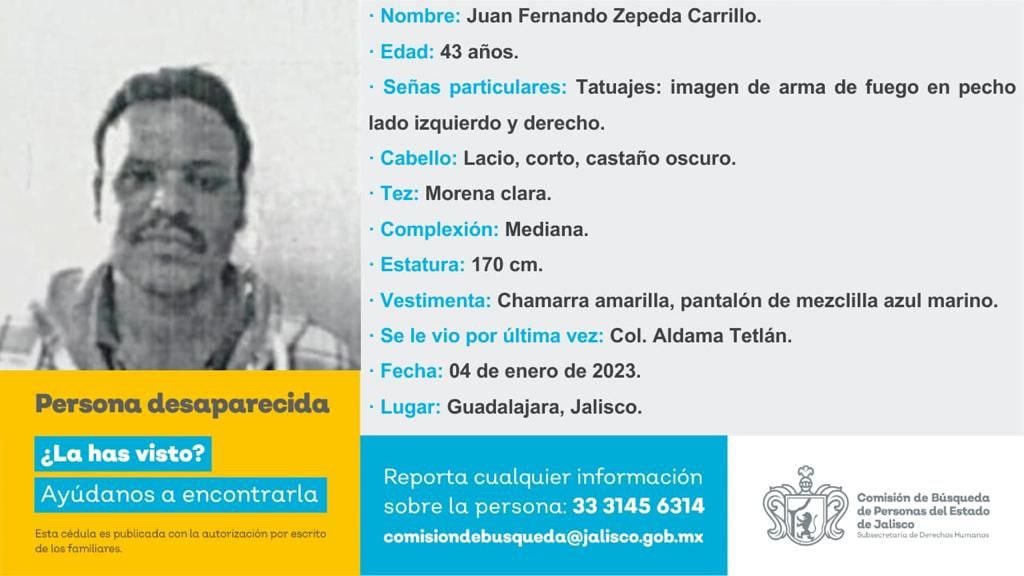 · Nombre: Juan Fernando Zepeda Carrillo.
· Edad: 43 años.
· Señas particulares: Tatuajes: imagen de arma de fuego en pecho
lado izquierdo y derecho.
· Cabello: Lacio, corto, castaño oscuro.
· Tez: Morena clara.
· Complexión: Mediana.
· Estatura: 170 cm.
· Vestimenta: Chamarra amarilla, pantalón de mezclilla azul marino.
· Se le vio por última vez: Col. Aldama Tetlán.
· Fecha: 04 de enero de 2023.
· Lugar: Guadalajara, Jalisco.
Persona desaparecida
¿La has visto?
Ayúdanos a encontrarla
Esta cédula es publicada con la autorización por escrito
de los familiares.
Reporta cualquier información
sobre la persona: 33 3145 6314
comisiondebusqueda@jalisco.gob.mx
Comisión de Búsqueda
de Personas del Estado
de Jalisco
Subsecretaría de Derechos Humanos